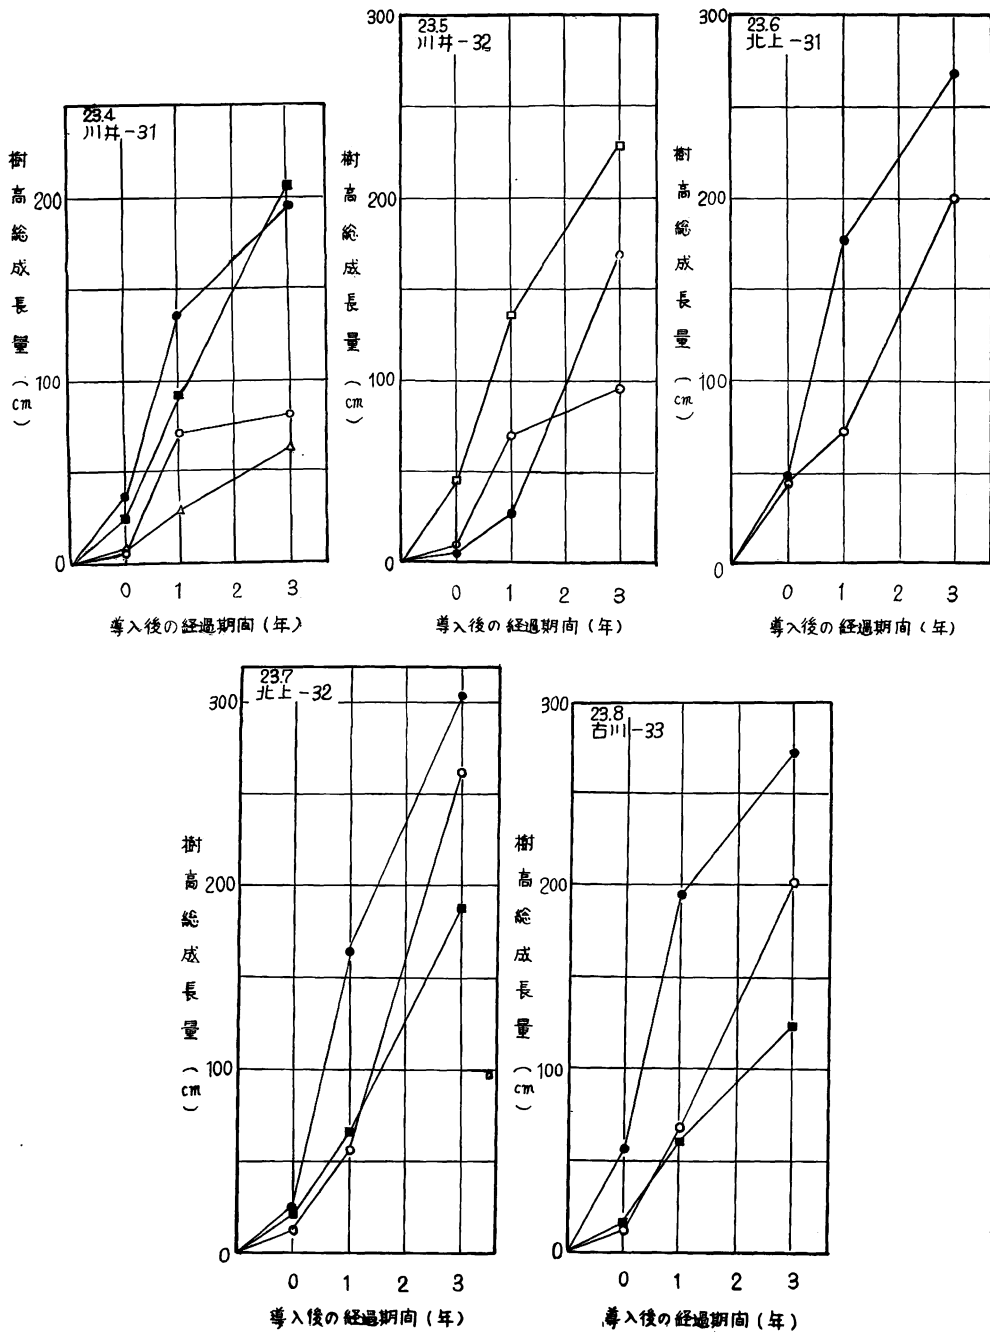 23.4
川井-31
樹高総成長量(cm)
200
100
0
0 1 2 3
導入後の経過期間(年)
23.5
川井-32
樹高総成長量(cm)
300
200
100
0
0 1 2 3
導入後の経過期間(年)
23.6
北上-31
樹高総成長量(cm)
300
200
100
0
0 1 2 3
導入後の経過期間(年)
23.7
北上-32
樹高総成長量(cm)
300
200
100
0
0 1 2 3
導入後の経過期間(年)
23.8
古川-33
樹高総成長量(cm)
300
200
100
0
0 1 2 3
導入後の経過期間(年)